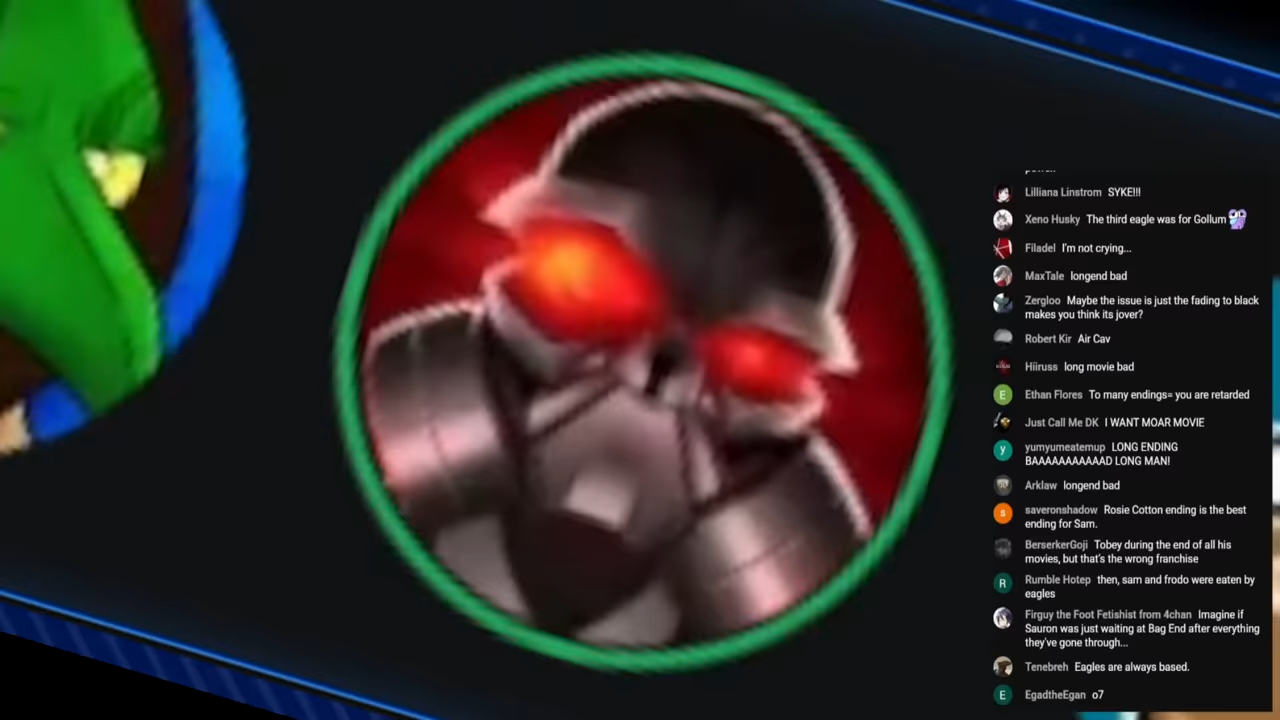 Lilliana Linstrom SYKE!!!
Xeno Husky The third eagle was for Gollum
Filadel I'm not crying...
MaxTale longend bad
Zergloo Maybe the issue is just the fading to black
makes you think its jover?
Robert Kir Air Cav
Hiiruss long movie bad
E Ethan Flores To many endings= you are retarded
Just Call Me DK I WANT MOAR MOVIE
y yumyumeatemup LONG ENDING
BAAAAAAAAAAAD LONG MAN!
Arklaw longend bad
s saveronshadow Rosie Cotton ending is the best
ending for Sam.
BerserkerGoji Tobey during the end of all his
movies, but that's the wrong franchise
R Rumble Hotep then, sam and frodo were eaten by
eagles
Firguy the Foot Fetishist from 4chan Imagine if
Sauron was just waiting at Bag End after everything
they've gone through...
Tenebreh Eagles are always based.
E EgadtheEgan o7